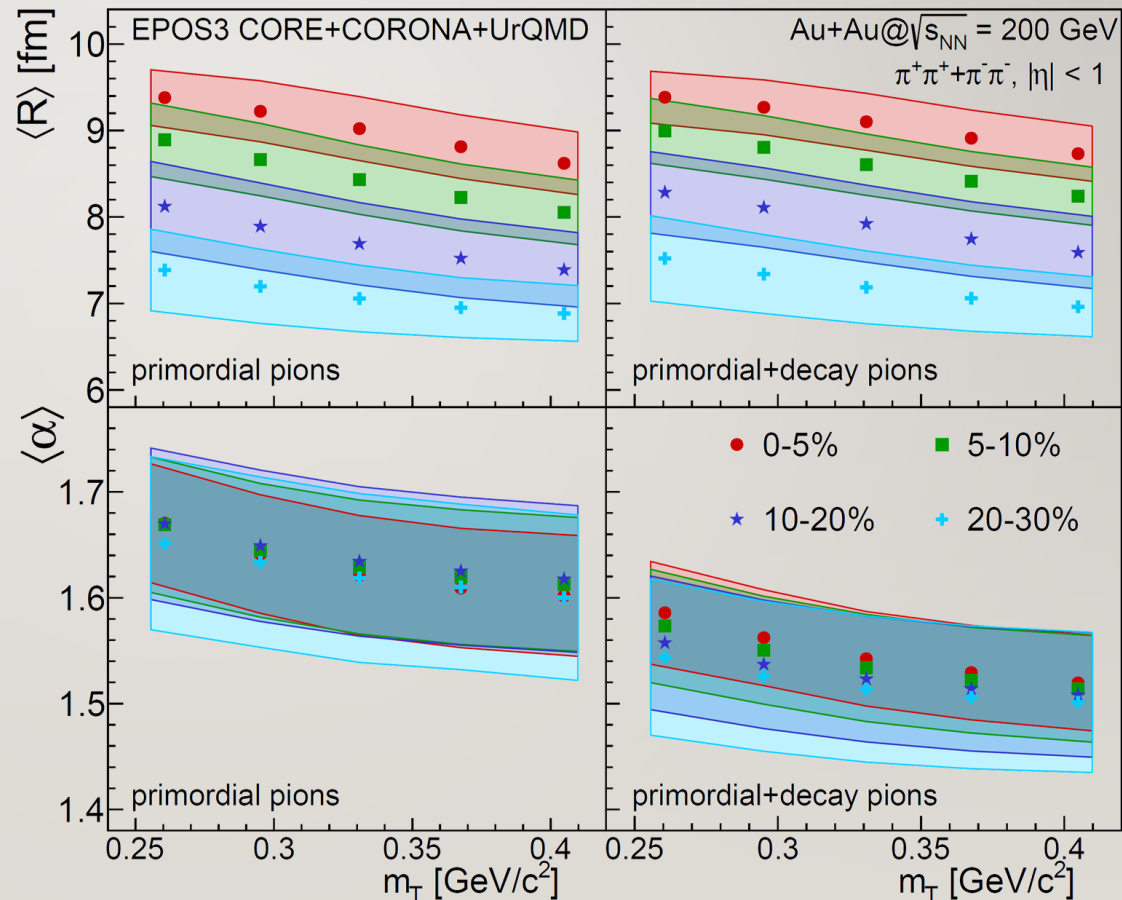 ⟨R⟩ [fm]
EPOS3 CORE+CORONA+UrQMD
Au+Au@√s_NN = 200 GeV
π⁺π⁺+π⁻π⁻, |η| < 1
10
9
8
7
6
primordial pions
primordial+decay pions
⟨α⟩
0-5%
5-10%
10-20%
20-30%
1.7
1.6
1.5
1.4
primordial pions
primordial+decay pions
0.25 0.3 0.35 0.4
0.25 0.3 0.35 0.4
m_T [GeV/c²]
m_T [GeV/c²]